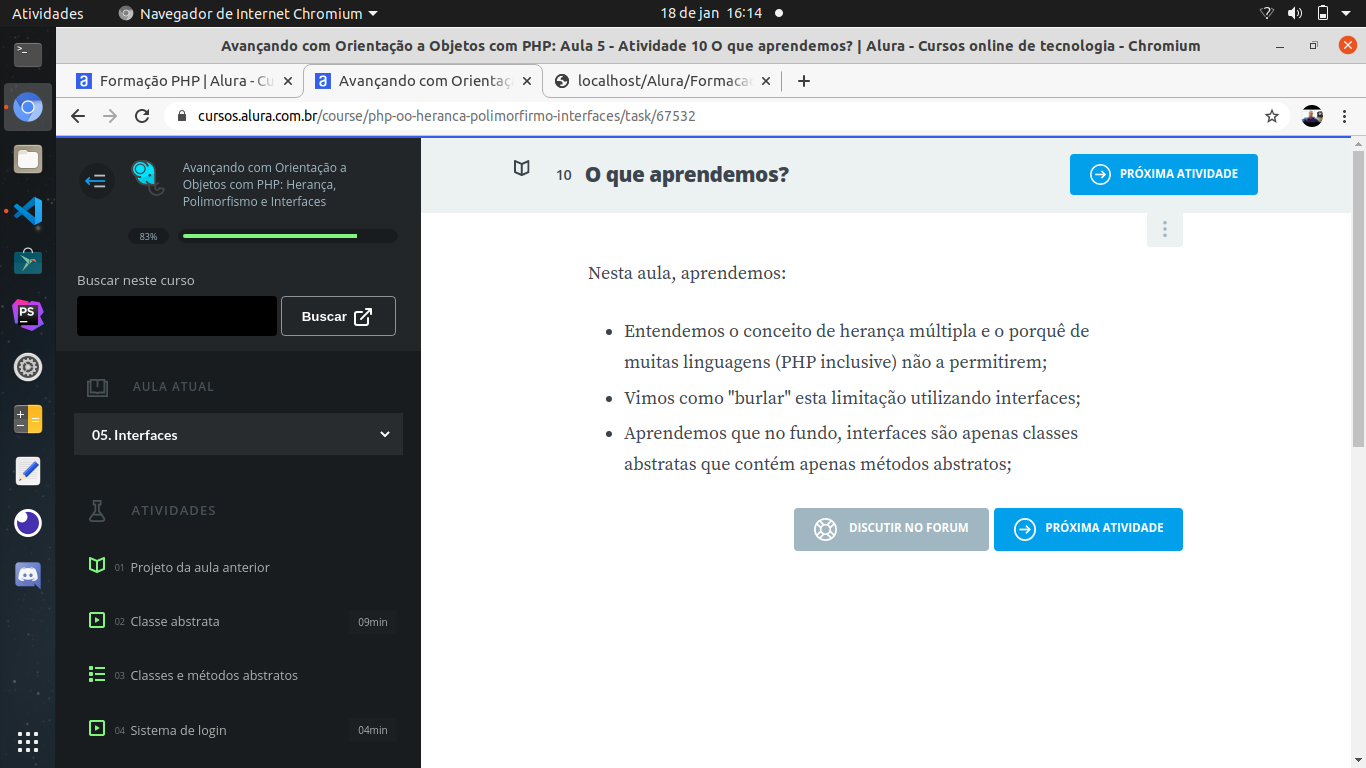 Atividades
Navegador de Internet Chromium
18 de jan 16:14
Avançando com Orientação a Objetos com PHP: Aula 5 - Atividade 10 O que aprendemos? | Alura - Cursos online de tecnologia - Chromium
Formação PHP | Alura - Cu
Avançando com Orientaç
localhost/Alura/Formaca
cursos.alura.com.br/course/php-oo-heranca-polimorfirmo-interfaces/task/67532
Avançando com Orientação a
Objetos com PHP: Herança,
Polimorfismo e Interfaces
83%
Buscar neste curso
Buscar
AULA ATUAL
05. Interfaces
ATIVIDADES
01 Projeto da aula anterior
02 Classe abstrata 09min
03 Classes e métodos abstratos
04 Sistema de login 04min
10 O que aprendemos?
PRÓXIMA ATIVIDADE
Nesta aula, aprendemos:
Entendemos o conceito de herança múltipla e o porquê de
muitas linguagens (PHP inclusive) não a permitirem;
Vimos como "burlar" esta limitação utilizando interfaces;
Aprendemos que no fundo, interfaces são apenas classes
abstratas que contém apenas métodos abstratos;
DISCUTIR NO FORUM
PRÓXIMA ATIVIDADE
PS